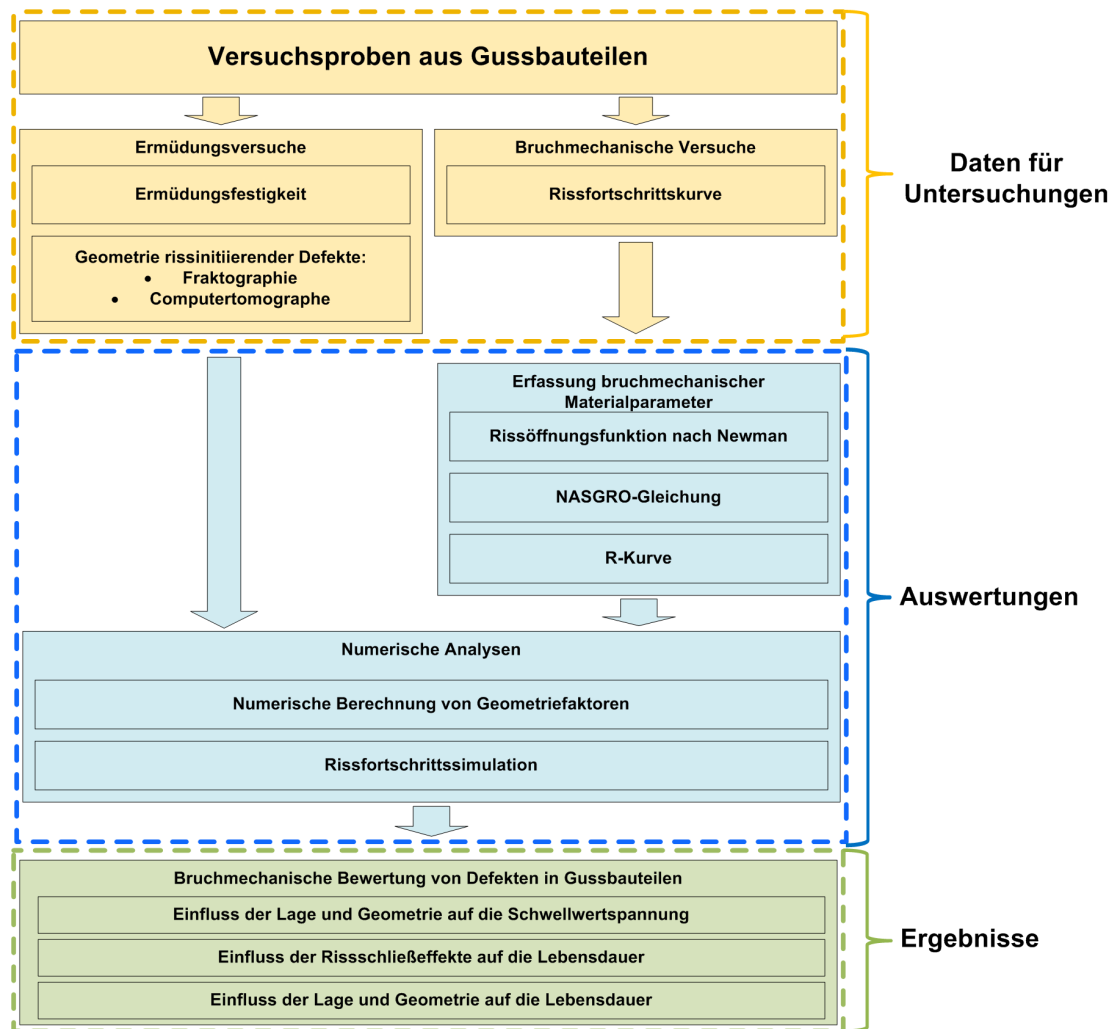 Versuchsproben aus Gussbauteilen
Ermüdungsversuche
Ermüdungsfestigkeit
Geometrie rissinitiierender Defekte:
• Fraktographie
• Computertomographe
Bruchmechanische Versuche
Rissfortschrittskurve
Daten für
Untersuchungen
Erfassung bruchmechanischer
Materialparameter
Rissöffnungsfunktion nach Newman
NASGRO-Gleichung
R-Kurve
Numerische Analysen
Numerische Berechnung von Geometriefaktoren
Rissfortschrittssimulation
Auswertungen
Bruchmechanische Bewertung von Defekten in Gussbauteilen
Einfluss der Lage und Geometrie auf die Schwellwertspannung
Einfluss der Rissschließeffekte auf die Lebensdauer
Einfluss der Lage und Geometrie auf die Lebensdauer
Ergebnisse